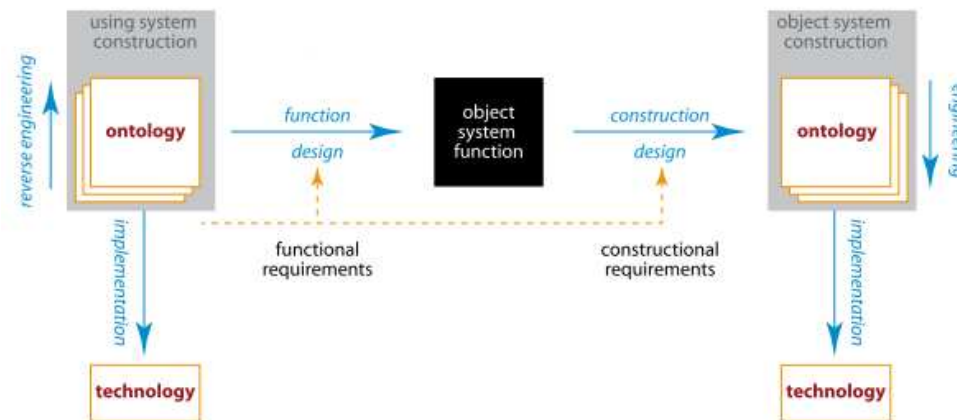 using system
construction
object system
construction
reverse engineering
ontology
function
design
object
system
function
construction
design
ontology
engineering
functional
requirements
constructional
requirements
implementation
implementation
technology
technology